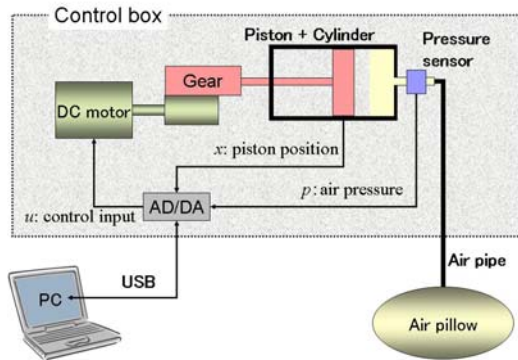 Control box
Piston + Cylinder
Pressure
sensor
Gear
DC motor
x: piston position
p: air pressure
u: control input
AD/DA
USB
PC
Air pipe
Air pillow